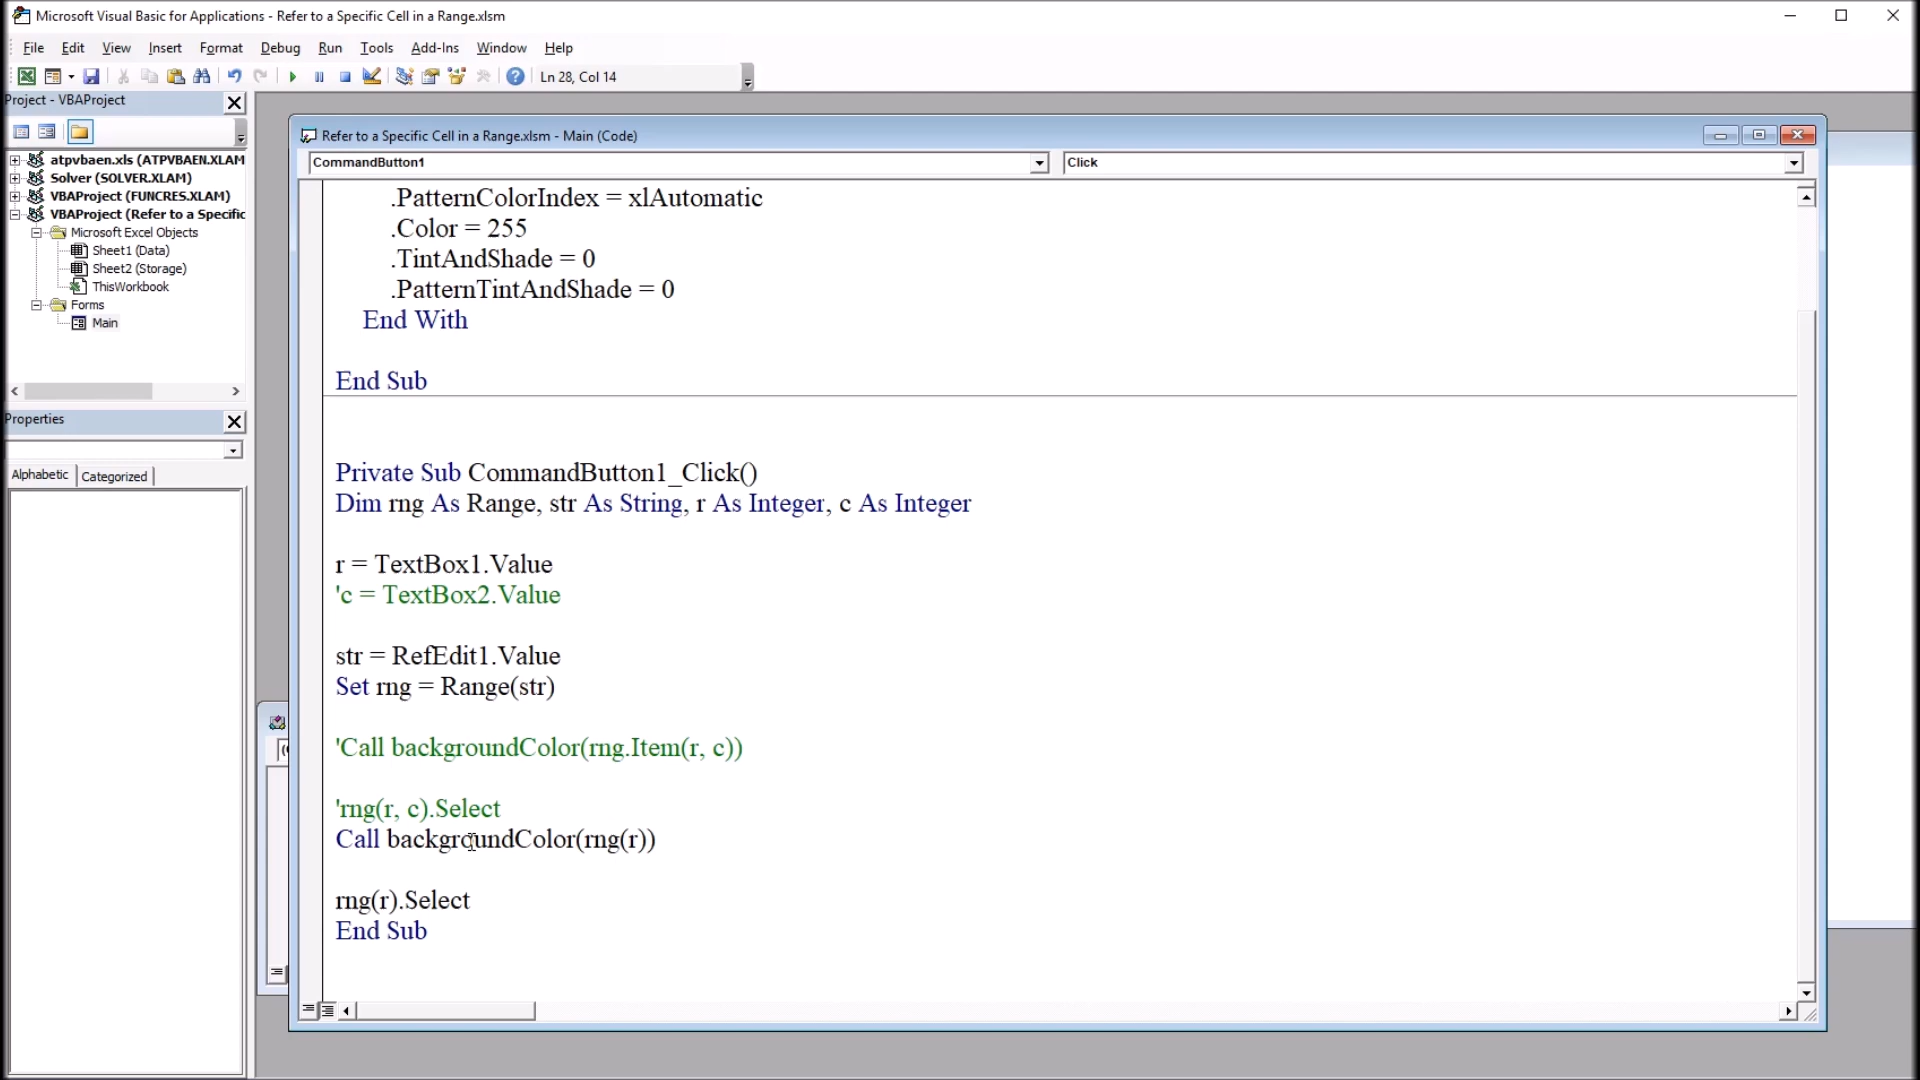 Microsoft Visual Basic for Applications - Refer to a Specific Cell in a Range.xlsm
File Edit View Insert Format Debug Run Tools Add-Ins Window Help
Ln 28, Col 14
Project - VBAProject
atpvbaen.xls (ATPVBAEN.XLAM
Solver (SOLVER.XLAM)
VBAProject (FUNCRES.XLAM)
VBAProject (Refer to a Specific
Microsoft Excel Objects
Sheet1 (Data)
Sheet2 (Storage)
ThisWorkbook
Forms
Main
Properties
Alphabetic Categorized
Refer to a Specific Cell in a Range.xlsm - Main (Code)
CommandButton1 Click
.PatternColorIndex = xlAutomatic
.Color = 255
.TintAndShade = 0
.PatternTintAndShade = 0
End With
End Sub
Private Sub CommandButton1_Click()
Dim rng As Range, str As String, r As Integer, c As Integer
r = TextBox1.Value
'c = TextBox2.Value
str = RefEdit1.Value
Set rng = Range(str)
'Call backgroundColor(rng.Item(r, c))
'rng(r, c).Select
Call backgroundColor(rng(r))
rng(r).Select
End Sub